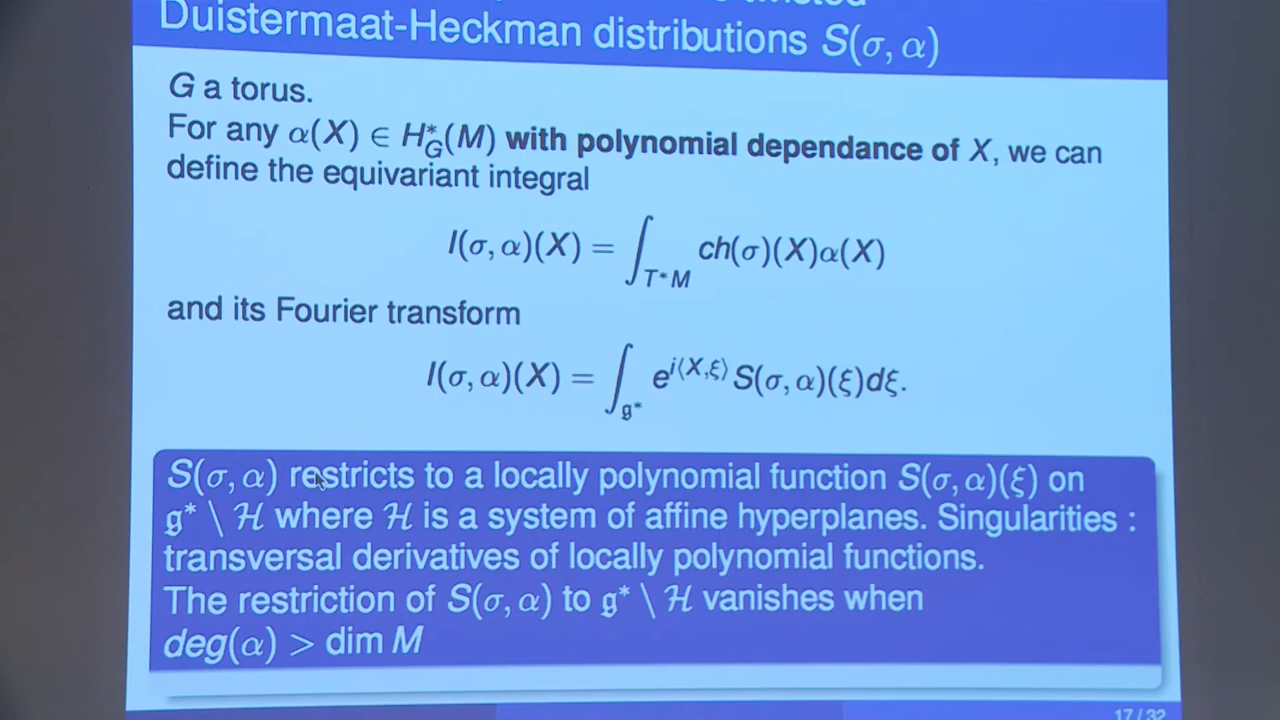 Duistermaat-Heckman distributions S(σ, α)
G a torus.
For any α(X) ∈ H*_G(M) with polynomial dependance of X, we can
define the equivariant integral
I(σ, α)(X) = ∫_{T*M} ch(σ)(X)α(X)
and its Fourier transform
I(σ, α)(X) = ∫_{𝔤*} e^{i⟨X,ξ⟩} S(σ, α)(ξ)dξ.
S(σ, α) restricts to a locally polynomial function S(σ, α)(ξ) on
𝔤* \ ℋ where ℋ is a system of affine hyperplanes. Singularities :
transversal derivatives of locally polynomial functions.
The restriction of S(σ, α) to 𝔤* \ ℋ vanishes when
deg(α) > dim M
17 / 32